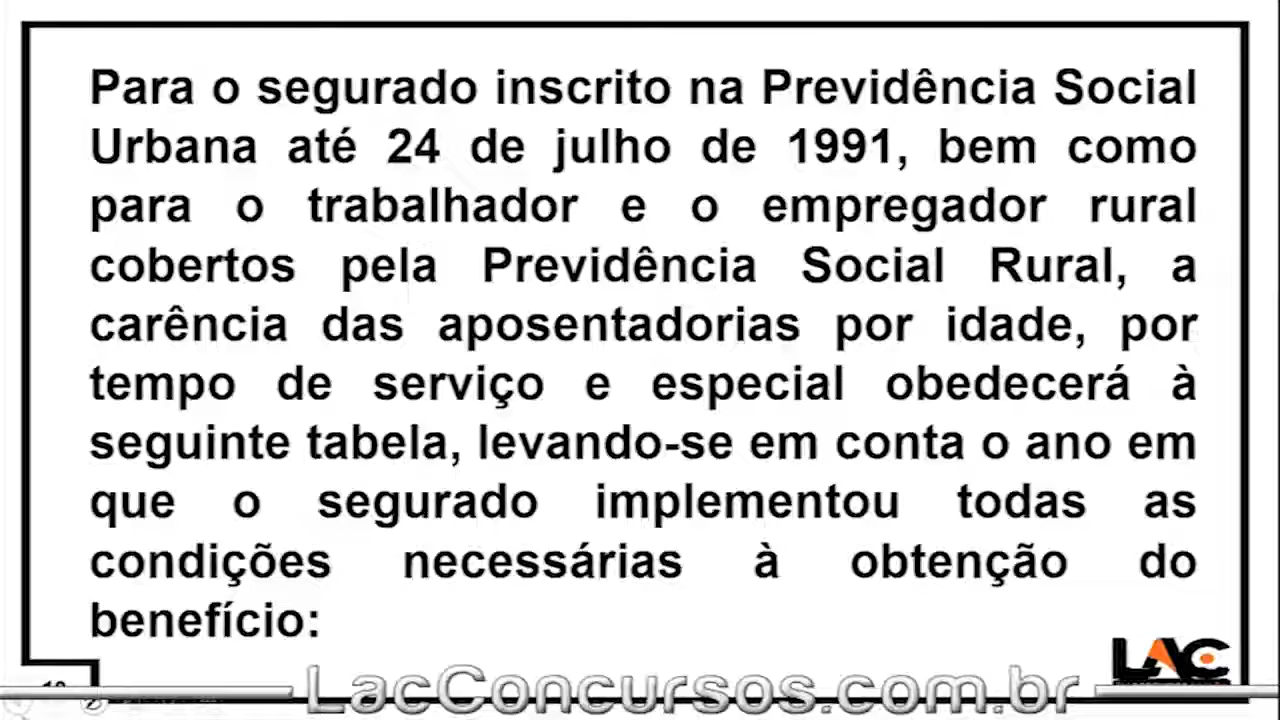 Para o segurado inscrito na Previdência Social
Urbana até 24 de julho de 1991, bem como
para o trabalhador e o empregador rural
cobertos pela Previdência Social Rural, a
carência das aposentadorias por idade, por
tempo de serviço e especial obedecerá à
seguinte tabela, levando-se em conta o ano em
que o segurado implementou todas as
condições necessárias à obtenção do
benefício:
LAC
LacConcursos.com.br